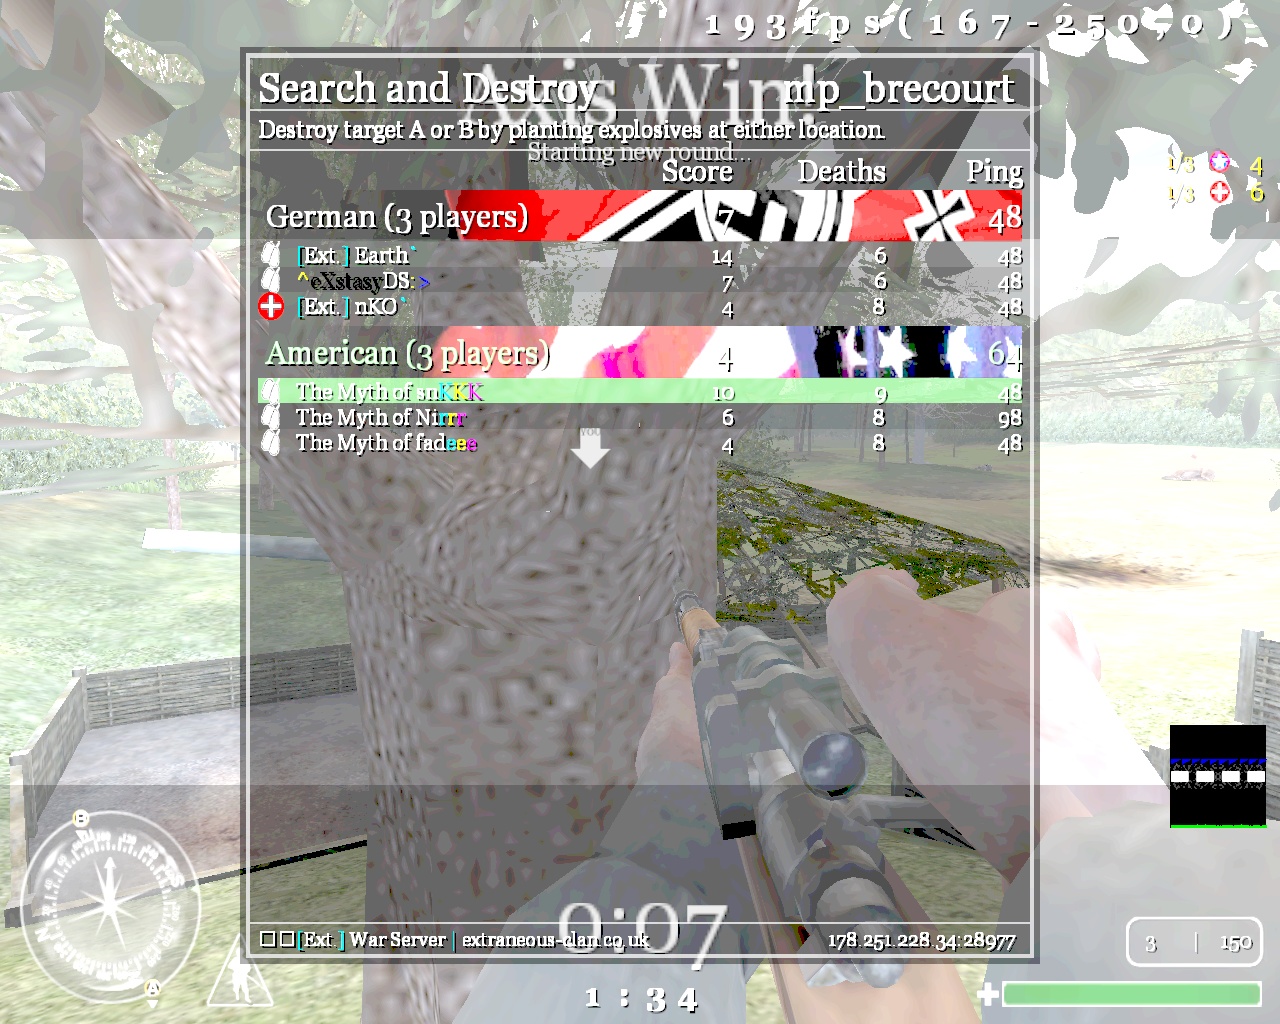 193fps(167-250,0)
Axis Win!
Search and Destroy mp_brecourt
Destroy target A or B by planting explosives at either location.
Starting new round...
Score Deaths Ping
1/3 4
1/3 6
German (3 players) 7 48
[Ext.] Earth* 14 6 48
^eXstasyDS:> 7 6 48
[Ext.] nKO* 4 8 48
American (3 players) 4 64
The Myth of snKKK 10 9 48
The Myth of Nirrr 6 8 98
The Myth of fadeee 4 8 48
YOU
B
A
0:07
[Ext.] War Server | extraneous-clan.co.uk 178.251.228.34:28977
3 | 150
1:34